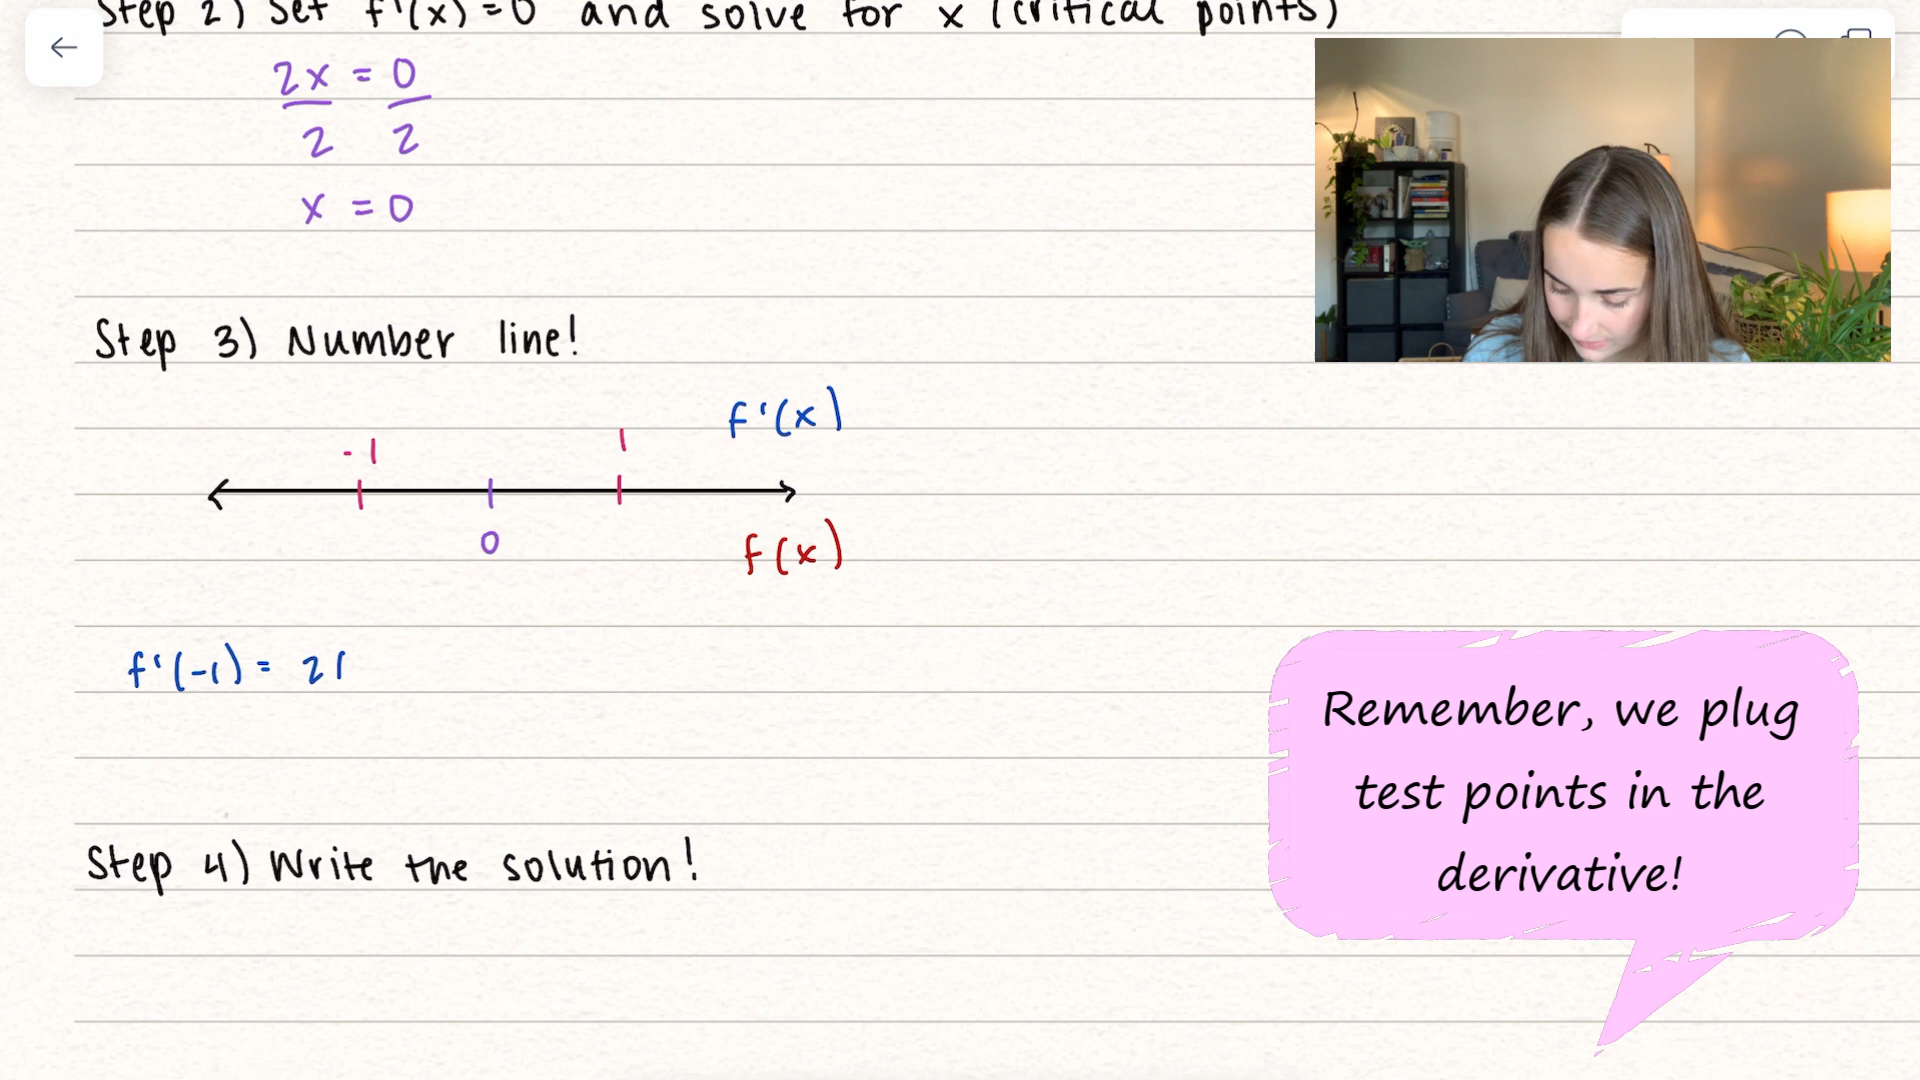 Step 2) Set f'(x) = 0 and solve for x (critical points)
2x = 0
2 2
x = 0
Step 3) Number line!
f'(x)
-1 1
0
f(x)
f'(-1) = 2(
Remember, we plug
test points in the
derivative!
Step 4) Write the solution!